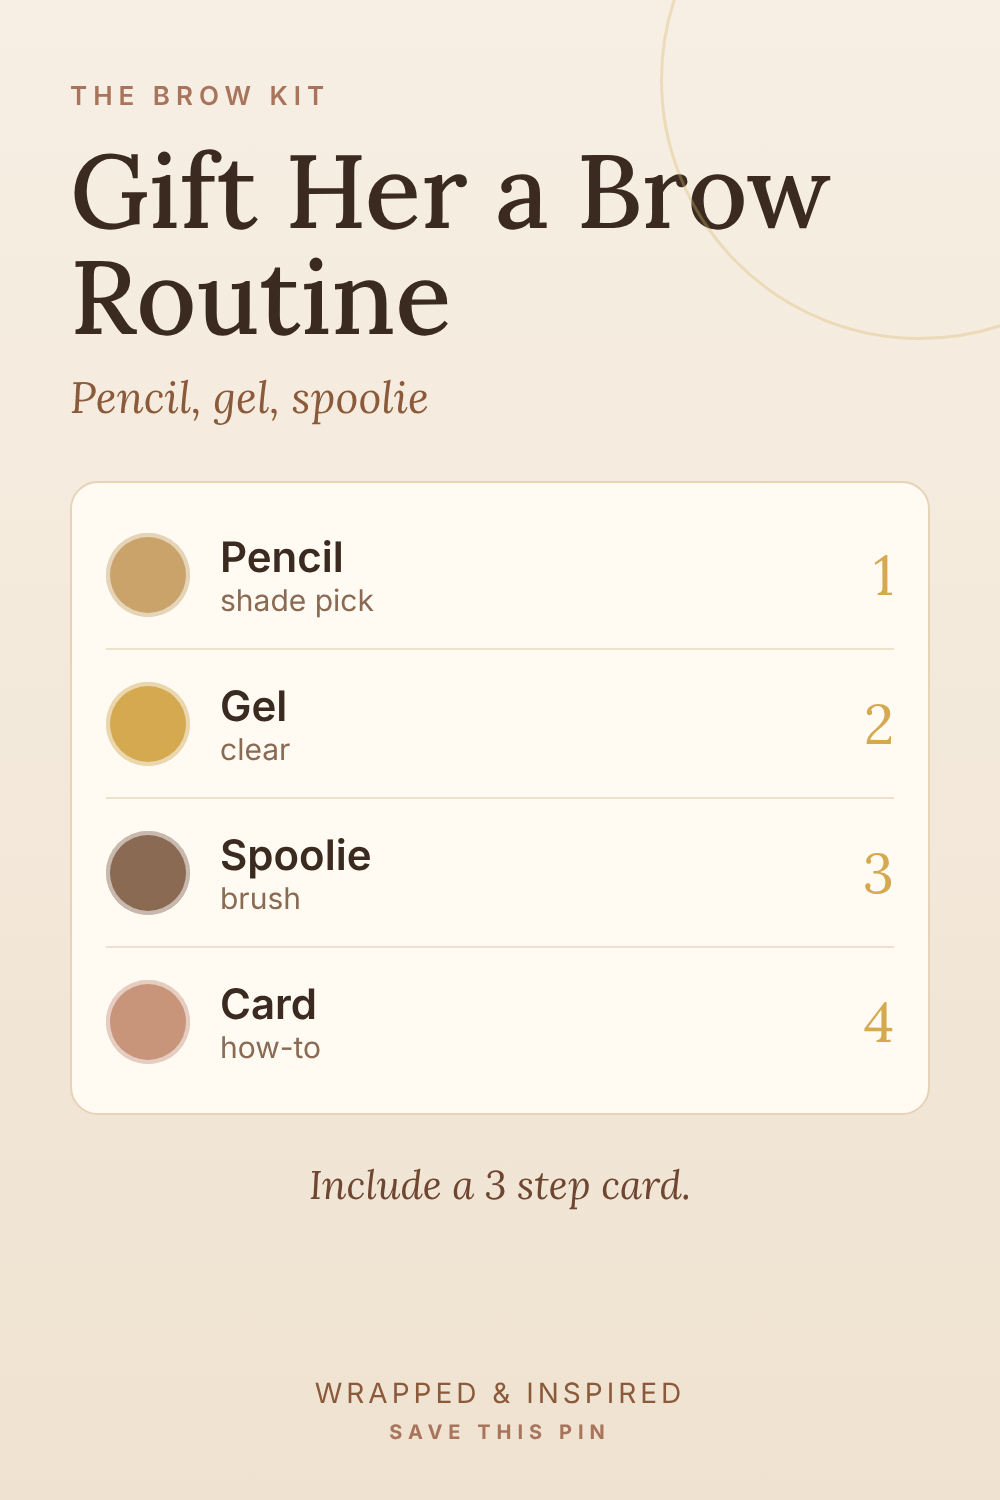 THE BROW KIT
Gift Her a Brow
Routine
Pencil, gel, spoolie
Pencil
shade pick
1
Gel
clear
2
Spoolie
brush
3
Card
how-to
4
Include a 3 step card.
WRAPPED & INSPIRED
SAVE THIS PIN